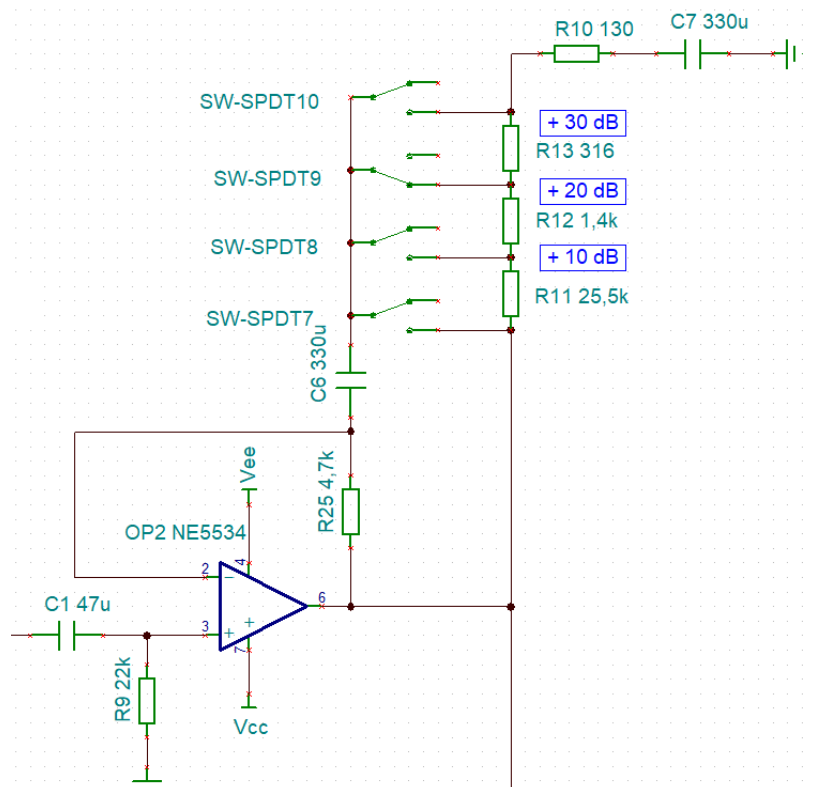 R10 130
C7 330u
SW-SPDT10
+ 30 dB
R13 316
SW-SPDT9
+ 20 dB
R12 1,4k
SW-SPDT8
+ 10 dB
R11 25,5k
SW-SPDT7
C6 330u
Vee
R25 4,7k
OP2 NE5534
4
2
−
6
C1 47u
3
+
+
7
R9 22k
Vcc